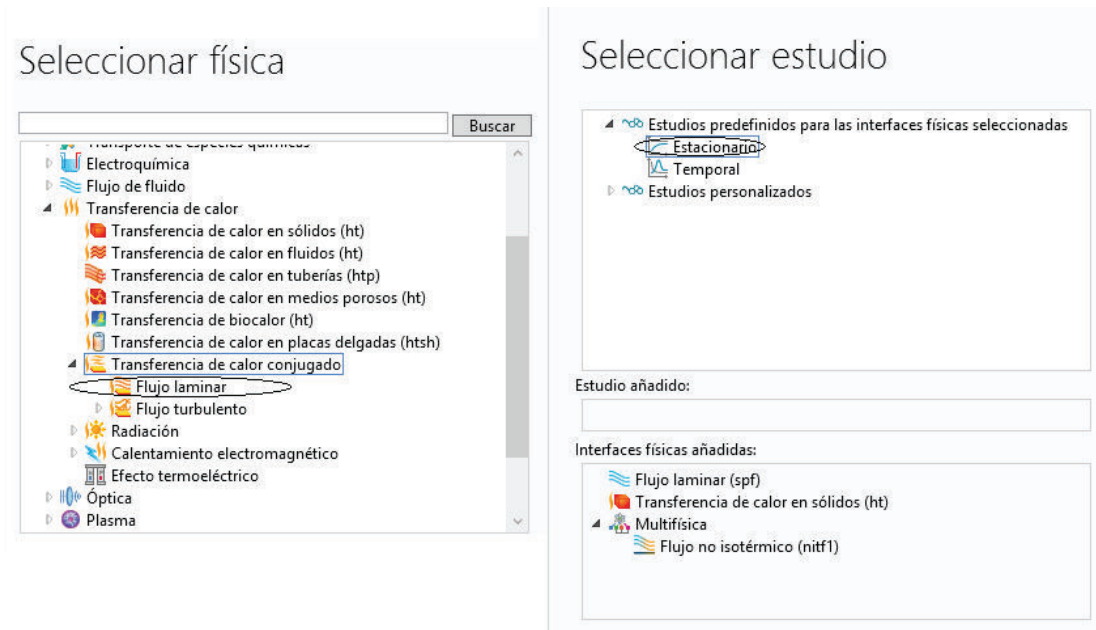 Seleccionar física
Buscar
Transporte de especies químicas
Electroquímica
Flujo de fluido
Transferencia de calor
Transferencia de calor en sólidos (ht)
Transferencia de calor en fluidos (ht)
Transferencia de calor en tuberías (htp)
Transferencia de calor en medios porosos (ht)
Transferencia de biocalor (ht)
Transferencia de calor en placas delgadas (htsh)
Transferencia de calor conjugado
Flujo laminar
Flujo turbulento
Radiación
Calentamiento electromagnético
Efecto termoeléctrico
Óptica
Plasma
Seleccionar estudio
Estudios predefinidos para las interfaces físicas seleccionadas
Estacionario
Temporal
Estudios personalizados
Estudio añadido:
Interfaces físicas añadidas:
Flujo laminar (spf)
Transferencia de calor en sólidos (ht)
Multifísica
Flujo no isotérmico (nitf1)